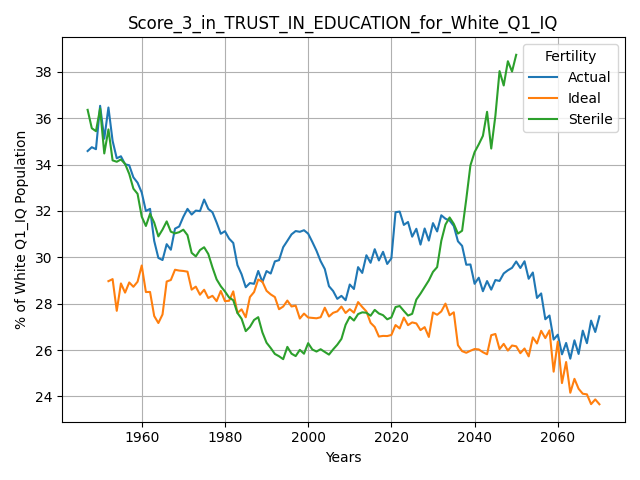 Score_3_in_TRUST_IN_EDUCATION_for_White_Q1_IQ
% of White Q1_IQ Population
38
36
34
32
30
28
26
24
Fertility
Actual
Ideal
Sterile
1960 1980 2000 2020 2040 2060
Years